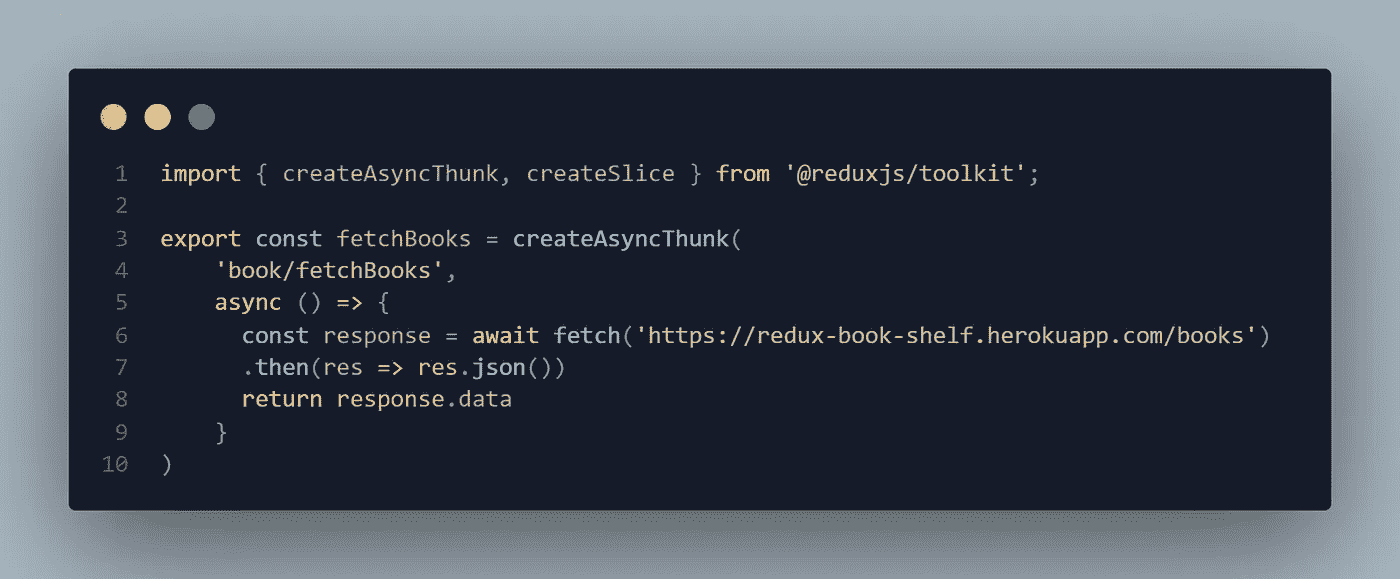 1 import { createAsyncThunk, createSlice } from '@reduxjs/toolkit';
2
3 export const fetchBooks = createAsyncThunk(
4     'book/fetchBooks',
5     async () => {
6       const response = await fetch('https://redux-book-shelf.herokuapp.com/books')
7       .then(res => res.json())
8       return response.data
9     }
10 )